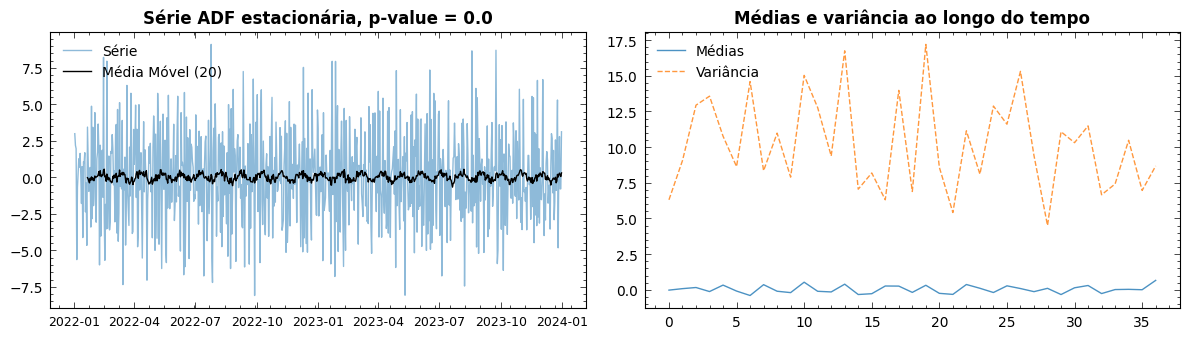 Série ADF estacionária, p-value = 0.0
Série
Média Móvel (20)
7.5
5.0
2.5
0.0
−2.5
−5.0
−7.5
2022-01 2022-04 2022-07 2022-10 2023-01 2023-04 2023-07 2023-10 2024-01
Médias e variância ao longo do tempo
Médias
Variância
17.5
15.0
12.5
10.0
7.5
5.0
2.5
0.0
0 5 10 15 20 25 30 35